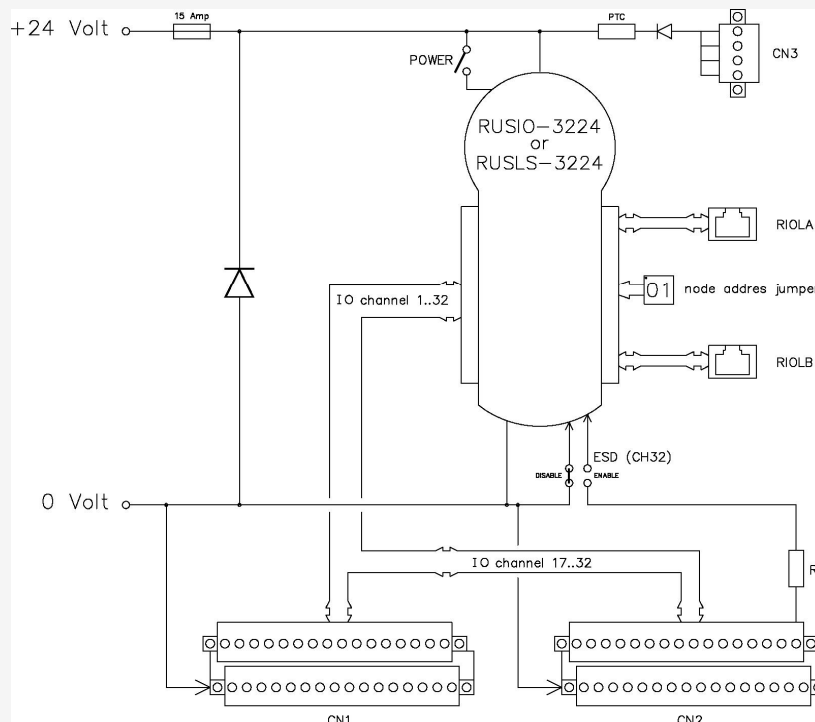 15 Amp
+24 Volt
PTC
POWER
CN3
RUSIO-3224
or
RUSLS-3224
RIOLA
IO channel 1..32
01
node addres jumper
RIOLB
ESD (CH32)
DISABLE
ENABLE
0 Volt
IO channel 17..32
R
CN1
CN2